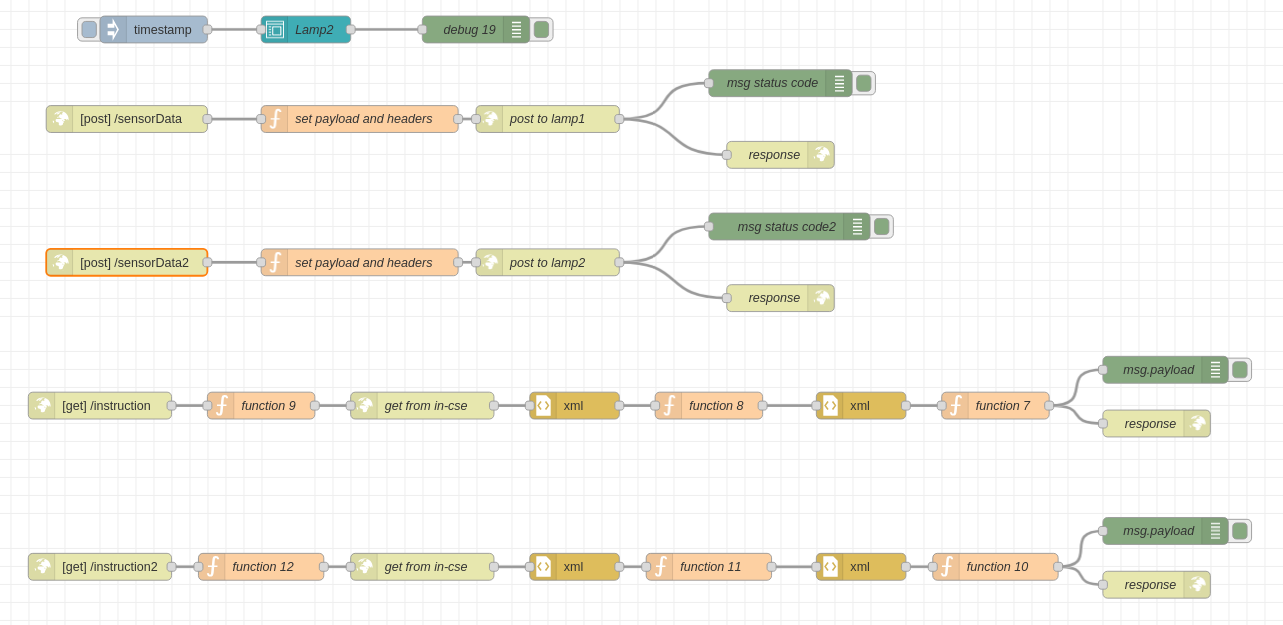 timestamp
Lamp2
debug 19
msg status code
[post] /sensorData
set payload and headers
post to lamp1
response
msg status code2
[post] /sensorData2
set payload and headers
post to lamp2
response
msg.payload
[get] /instruction
function 9
get from in-cse
xml
function 8
xml
function 7
response
msg.payload
[get] /instruction2
function 12
get from in-cse
xml
function 11
xml
function 10
response